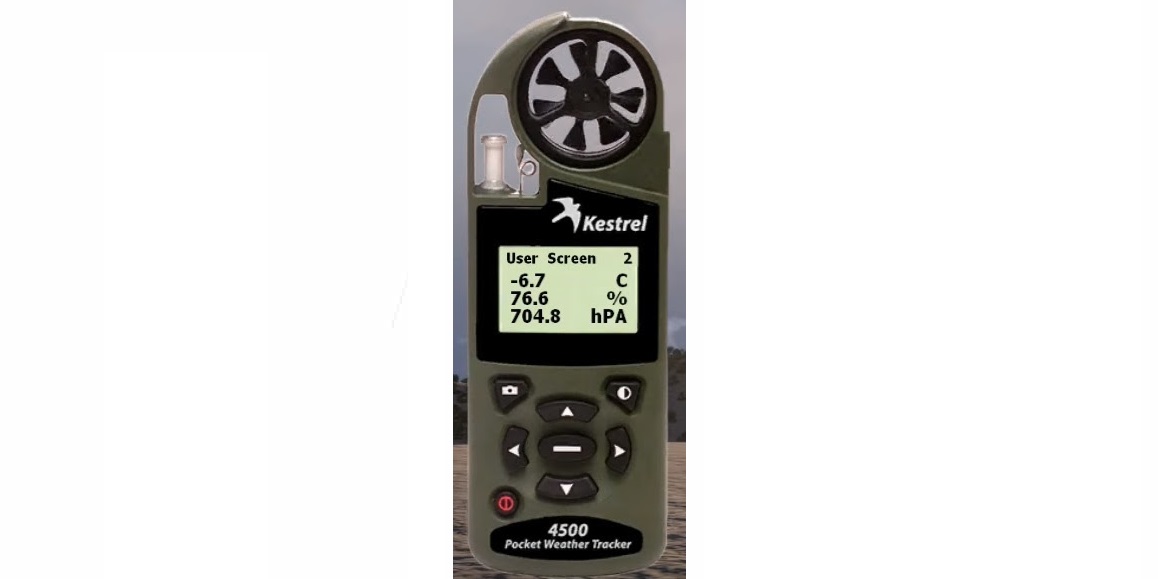 Kestrel
User Screen 2
-6.7 C
76.6 %
704.8 hPA
4500
Pocket Weather Tracker